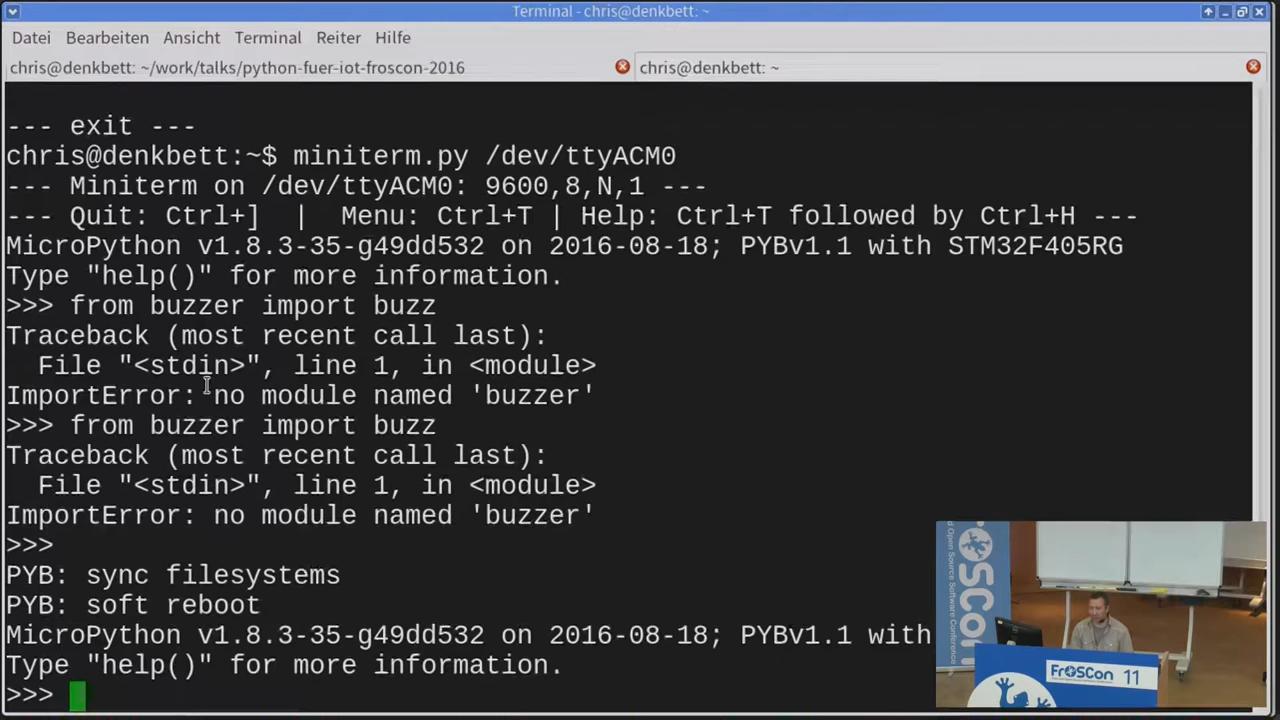 Terminal - chris@denkbett: ~
Datei Bearbeiten Ansicht Terminal Reiter Hilfe
chris@denkbett: ~/work/talks/python-fuer-iot-froscon-2016
chris@denkbett: ~
--- exit ---
chris@denkbett:~$ miniterm.py /dev/ttyACM0
--- Miniterm on /dev/ttyACM0: 9600,8,N,1 ---
--- Quit: Ctrl+] | Menu: Ctrl+T | Help: Ctrl+T followed by Ctrl+H ---
MicroPython v1.8.3-35-g49dd532 on 2016-08-18; PYBv1.1 with STM32F405RG
Type "help()" for more information.
>>> from buzzer import buzz
Traceback (most recent call last):
  File "<stdin>", line 1, in <module>
ImportError: no module named 'buzzer'
>>> from buzzer import buzz
Traceback (most recent call last):
  File "<stdin>", line 1, in <module>
ImportError: no module named 'buzzer'
>>>
PYB: sync filesystems
PYB: soft reboot
MicroPython v1.8.3-35-g49dd532 on 2016-08-18; PYBv1.1 with
Type "help()" for more information.
>>>
FrOSCon 11